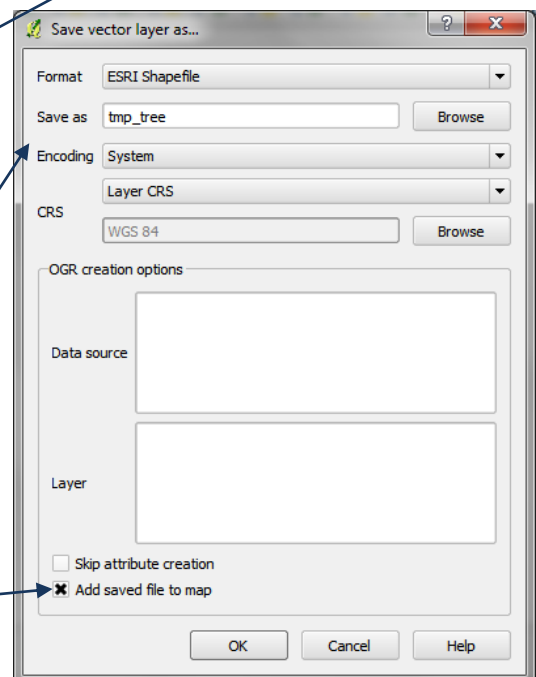 Save vector layer as...
Format ESRI Shapefile
Save as tmp_tree Browse
Encoding System
Layer CRS
CRS
WGS 84 Browse
OGR creation options
Data source
Layer
Skip attribute creation
Add saved file to map
OK Cancel Help